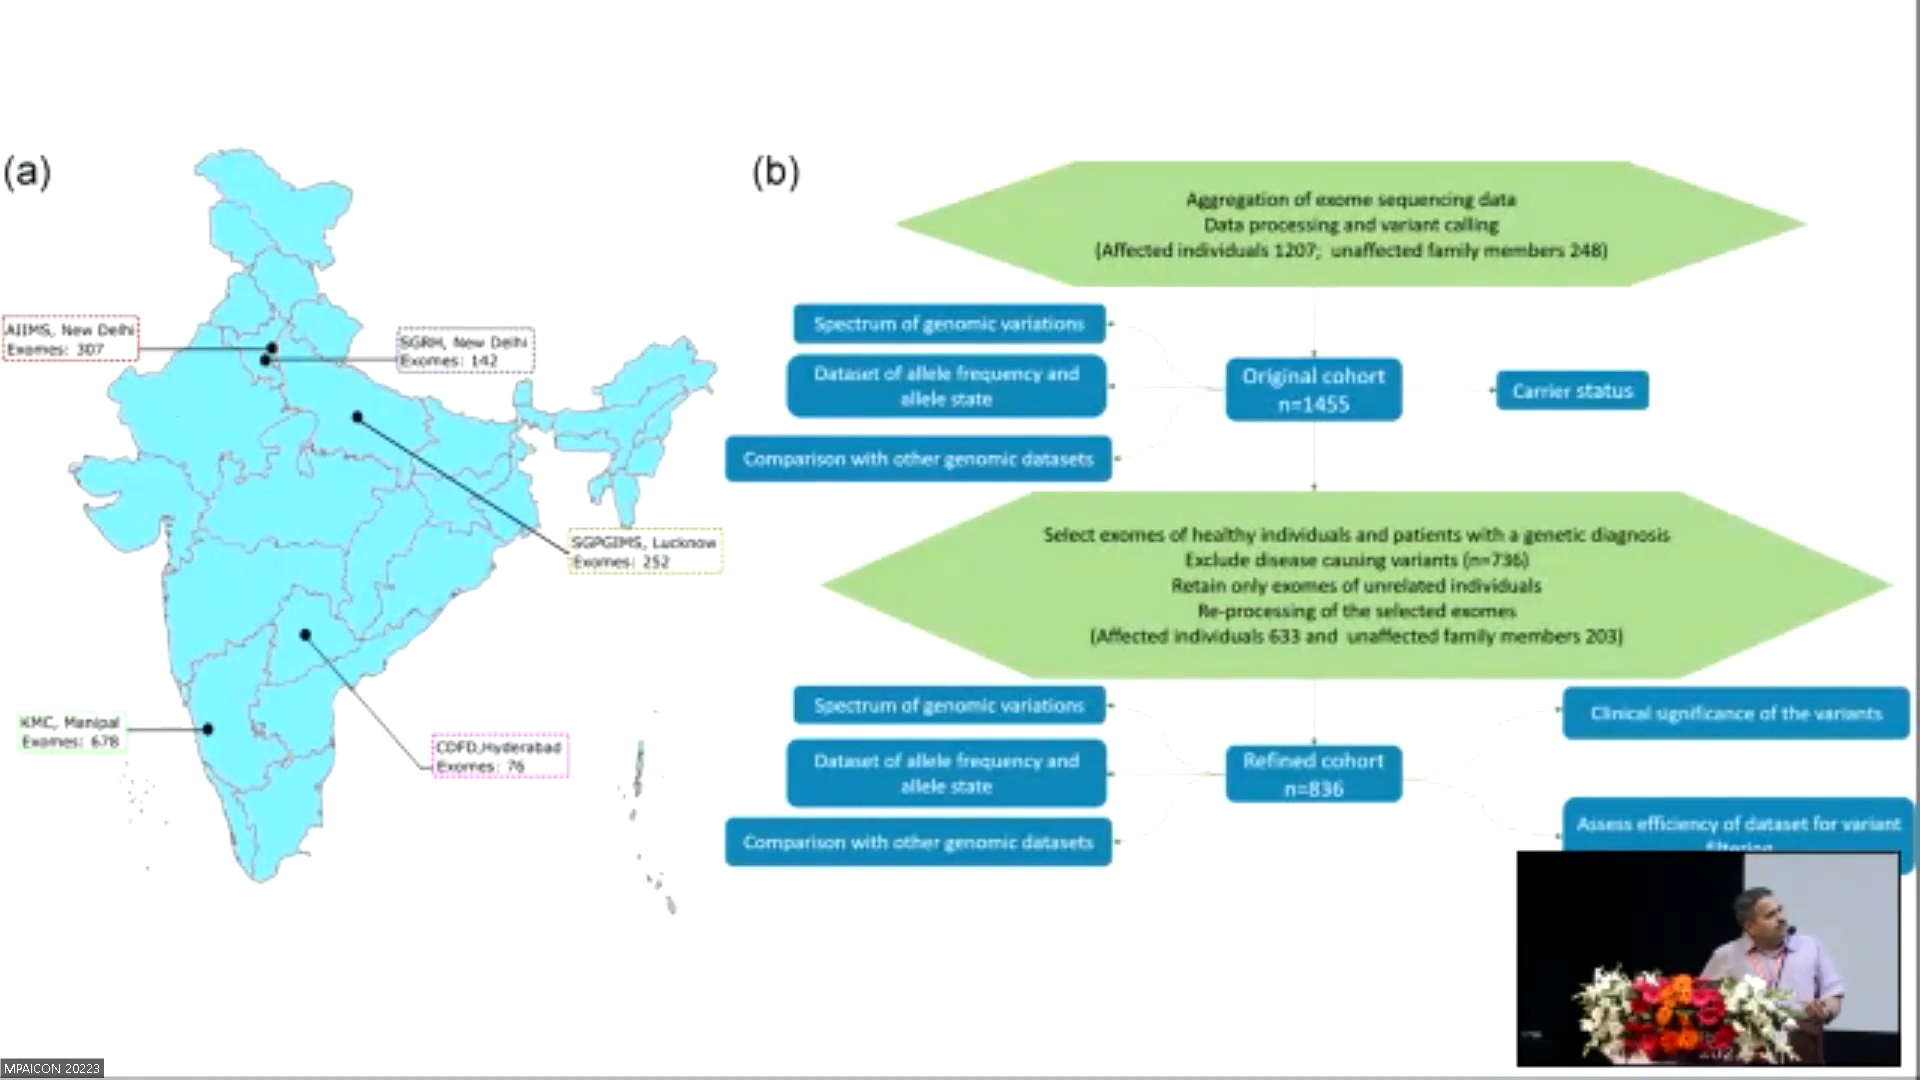 (a)
AIIMS, New Delhi
Exomes: 307
SGRH, New Delhi
Exomes: 142
SGPGIMS, Lucknow
Exomes: 252
KMC, Manipal
Exomes: 678
CDFD,Hyderabad
Exomes: 76
(b)
Aggregation of exome sequencing data
Data processing and variant calling
(Affected individuals 1207; unaffected family members 248)
Spectrum of genomic variations
Dataset of allele frequency and
allele state
Comparison with other genomic datasets
Original cohort
n=1455
Carrier status
Select exomes of healthy individuals and patients with a genetic diagnosis
Exclude disease causing variants (n=736)
Retain only exomes of unrelated individuals
Re-processing of the selected exomes
(Affected individuals 633 and unaffected family members 203)
Spectrum of genomic variations
Dataset of allele frequency and
allele state
Comparison with other genomic datasets
Refined cohort
n=836
Clinical significance of the variants
Assess efficiency of dataset for variant
filtering
MPAICON 20223